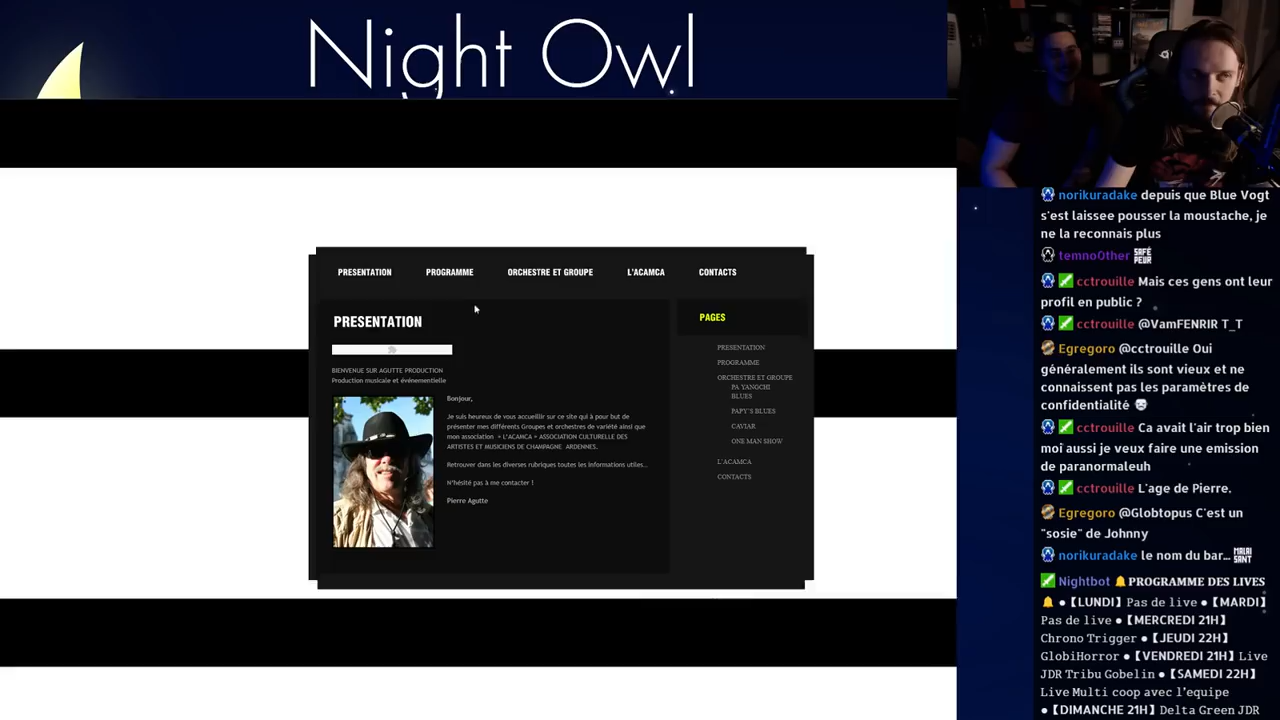 Night Owl
PRESENTATION PROGRAMME ORCHESTRE ET GROUPE L'ACAMCA CONTACTS
PRESENTATION
BIENVENUE SUR AGUTTE PRODUCTION
Production musicale et événementielle
Bonjour,
Je suis heureux de vous accueillir sur ce site qui à pour but de
présenter mes différents Groupes et orchestres de variété ainsi que
mon association « L'ACAMCA » ASSOCIATION CULTURELLE DES
ARTISTES ET MUSICIENS DE CHAMPAGNE ARDENNES.
Retrouver dans les diverses rubriques toutes les informations utiles...
N'hésité pas à me contacter !
Pierre Agutte
PAGES
PRESENTATION
PROGRAMME
ORCHESTRE ET GROUPE
PA YANGCHI
BLUES
PAPY'S BLUES
CAVIAR
ONE MAN SHOW
L'ACAMCA
CONTACTS
norikuradake depuis que Blue Vogt
s'est laissee pousser la moustache, je
ne la reconnais plus
temnoOther SAFÉ PEUR
cctrouille Mais ces gens ont leur
profil en public ?
cctrouille @VamFENRIR T_T
Egregoro @cctrouille Oui
généralement ils sont vieux et ne
connaissent pas les paramètres de
confidentialité
cctrouille Ca avait l'air trop bien
moi aussi je veux faire une emission
de paranormaleuh
cctrouille L'age de Pierre.
Egregoro @Globtopus C'est un
"sosie" de Johnny
norikuradake le nom du bar... MALAI SANT
Nightbot 🔔PROGRAMME DES LIVES
🔔 ●【LUNDI】Pas de live ●【MARDI】
Pas de live ●【MERCREDI 21H】
Chrono Trigger ●【JEUDI 22H】
GlobiHorror ●【VENDREDI 21H】Live
JDR Tribu Gobelin ●【SAMEDI 22H】
Live Multi coop avec l'equipe
●【DIMANCHE 21H】Delta Green JDR